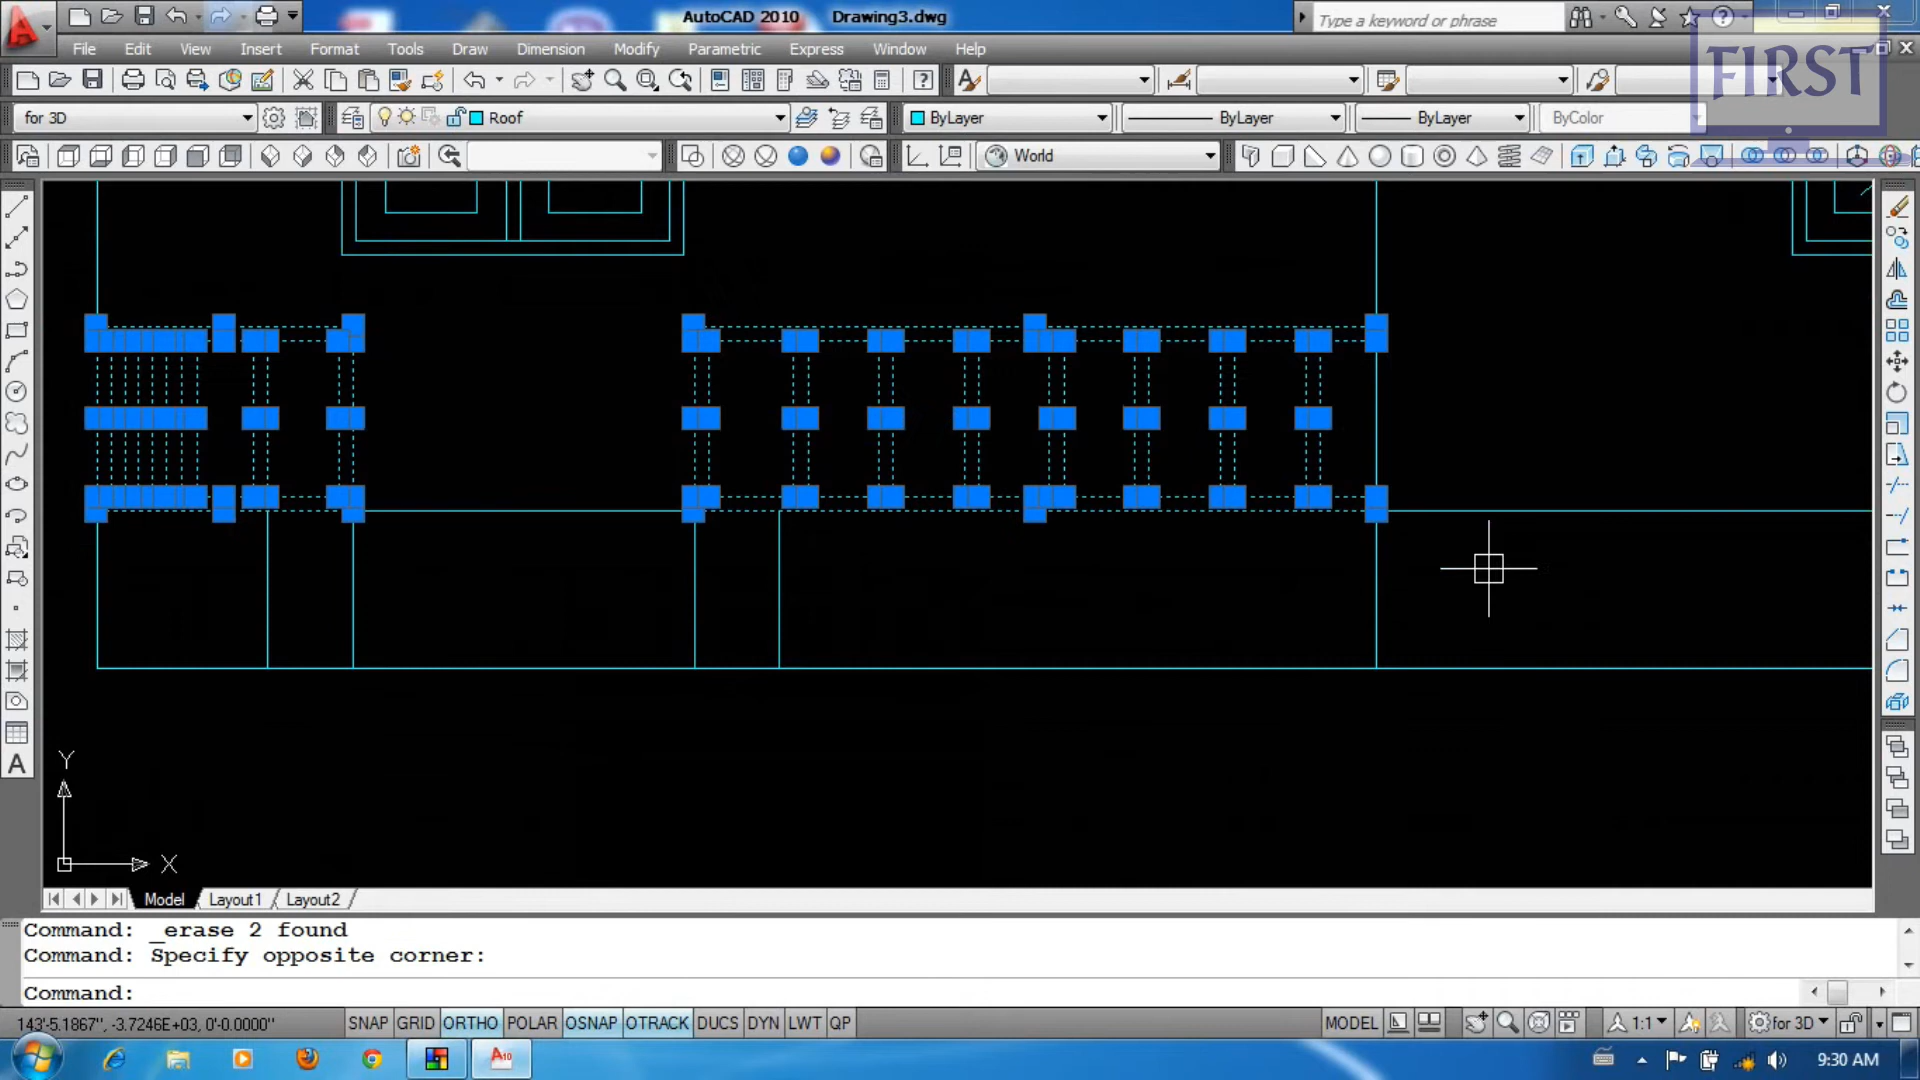 AutoCAD 2010 Drawing3.dwg
Type a keyword or phrase
FIRST
File Edit View Insert Format Tools Draw Dimension Modify Parametric Express Window Help
for 3D Roof ByLayer ByLayer ByLayer ByColor
World
Y
X
A
Model Layout1 Layout2
Command: _erase 2 found
Command: Specify opposite corner:
Command:
143'-5.1867", -3.7246E+03, 0'-0.0000" SNAP GRID ORTHO POLAR OSNAP OTRACK DUCS DYN LWT QP MODEL 1:1 for 3D
9:30 AM